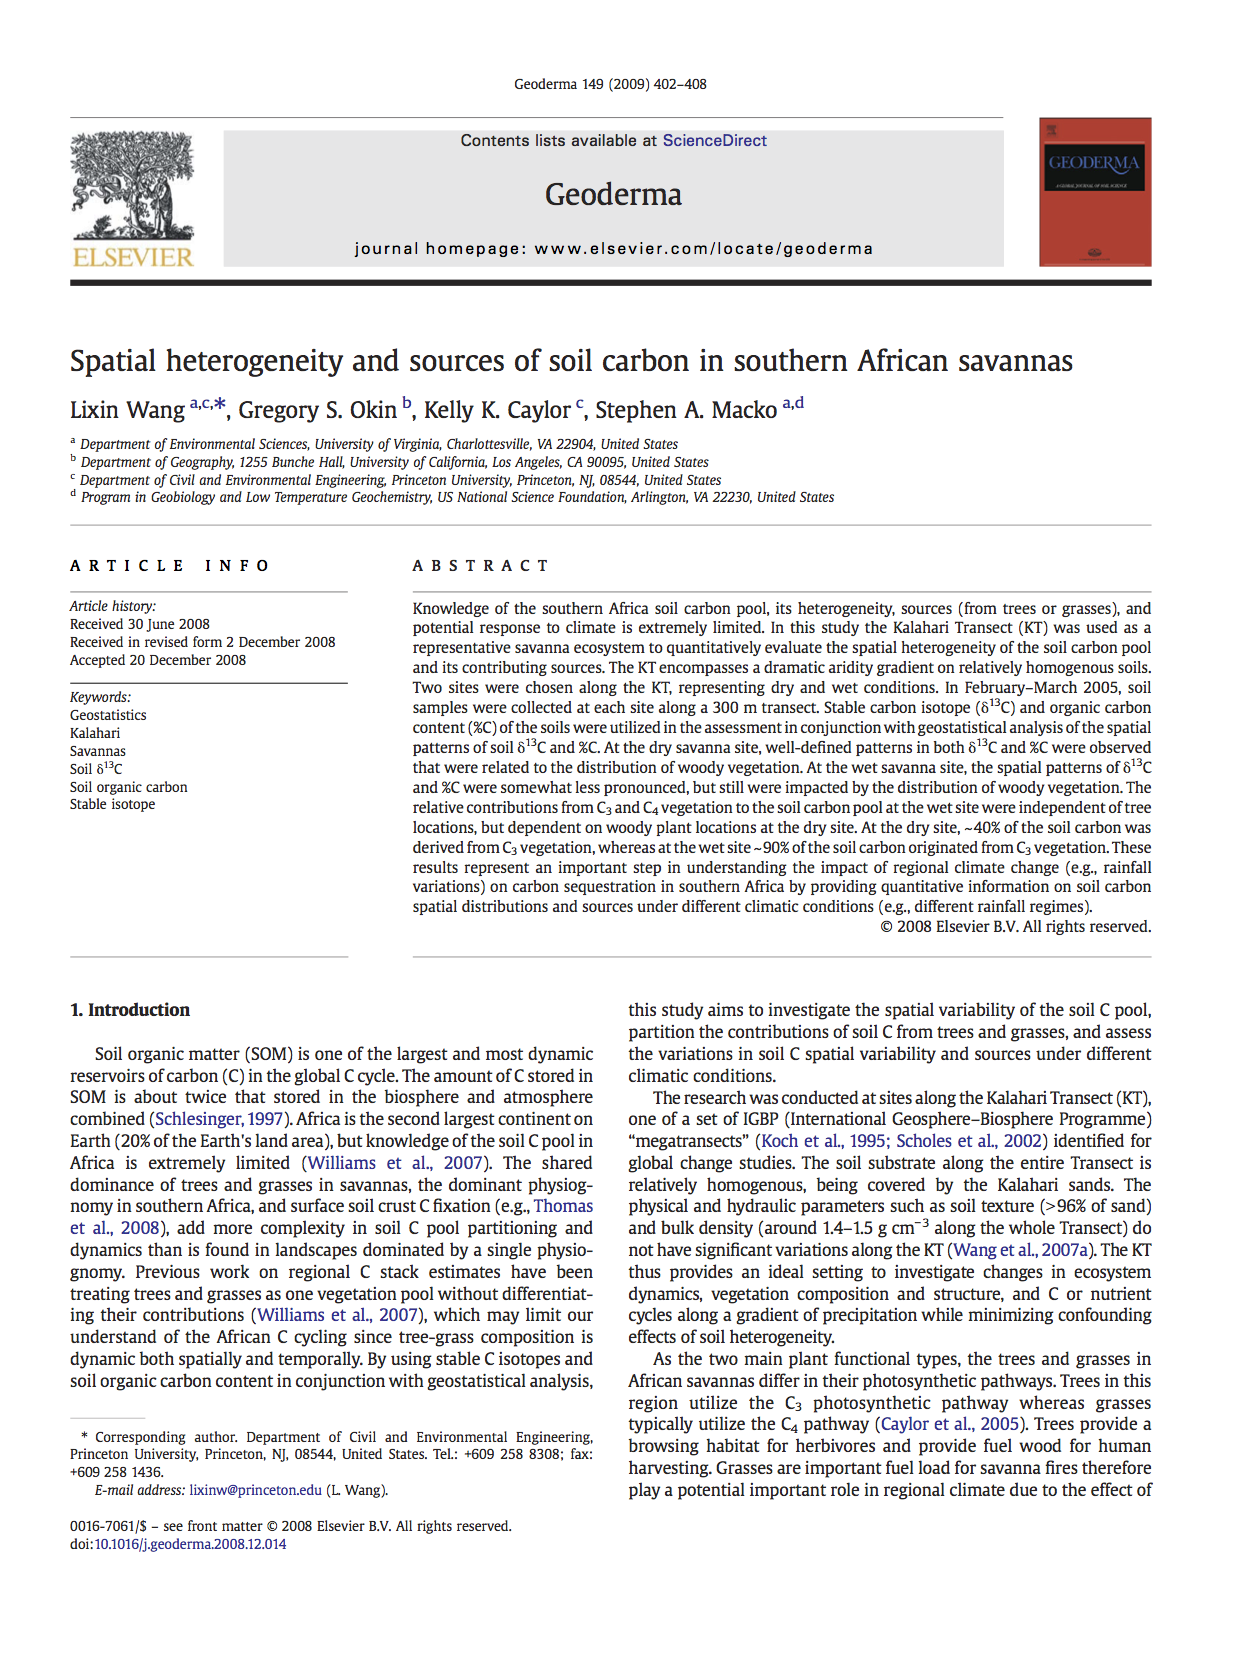 Geoderma 149 (2009) 402–408
Contents lists available at ScienceDirect
Geoderma
journal homepage: www.elsevier.com/locate/geoderma
ELSEVIER
GEODERMA
Spatial heterogeneity and sources of soil carbon in southern African savannas
Lixin Wang a,c,*, Gregory S. Okin b, Kelly K. Caylor c, Stephen A. Macko a,d
a Department of Environmental Sciences, University of Virginia, Charlottesville, VA 22904, United States
b Department of Geography, 1255 Bunche Hall, University of California, Los Angeles, CA 90095, United States
c Department of Civil and Environmental Engineering, Princeton University, Princeton, NJ, 08544, United States
d Program in Geobiology and Low Temperature Geochemistry, US National Science Foundation, Arlington, VA 22230, United States
ARTICLE INFO
Article history:
Received 30 June 2008
Received in revised form 2 December 2008
Accepted 20 December 2008
Keywords:
Geostatistics
Kalahari
Savannas
Soil δ13C
Soil organic carbon
Stable isotope
ABSTRACT
Knowledge of the southern Africa soil carbon pool, its heterogeneity, sources (from trees or grasses), and
potential response to climate is extremely limited. In this study the Kalahari Transect (KT) was used as a
representative savanna ecosystem to quantitatively evaluate the spatial heterogeneity of the soil carbon pool
and its contributing sources. The KT encompasses a dramatic aridity gradient on relatively homogenous soils.
Two sites were chosen along the KT, representing dry and wet conditions. In February–March 2005, soil
samples were collected at each site along a 300 m transect. Stable carbon isotope (δ13C) and organic carbon
content (%C) of the soils were utilized in the assessment in conjunction with geostatistical analysis of the spatial
patterns of soil δ13C and %C. At the dry savanna site, well-defined patterns in both δ13C and %C were observed
that were related to the distribution of woody vegetation. At the wet savanna site, the spatial patterns of δ13C
and %C were somewhat less pronounced, but still were impacted by the distribution of woody vegetation. The
relative contributions from C3 and C4 vegetation to the soil carbon pool at the wet site were independent of tree
locations, but dependent on woody plant locations at the dry site. At the dry site, ~40% of the soil carbon was
derived from C3 vegetation, whereas at the wet site ~90% of the soil carbon originated from C3 vegetation. These
results represent an important step in understanding the impact of regional climate change (e.g., rainfall
variations) on carbon sequestration in southern Africa by providing quantitative information on soil carbon
spatial distributions and sources under different climatic conditions (e.g., different rainfall regimes).
© 2008 Elsevier B.V. All rights reserved.
1. Introduction
Soil organic matter (SOM) is one of the largest and most dynamic
reservoirs of carbon (C) in the global C cycle. The amount of C stored in
SOM is about twice that stored in the biosphere and atmosphere
combined (Schlesinger, 1997). Africa is the second largest continent on
Earth (20% of the Earth's land area), but knowledge of the soil C pool in
Africa is extremely limited (Williams et al., 2007). The shared
dominance of trees and grasses in savannas, the dominant physiog-
nomy in southern Africa, and surface soil crust C fixation (e.g., Thomas
et al., 2008), add more complexity in soil C pool partitioning and
dynamics than is found in landscapes dominated by a single physio-
gnomy. Previous work on regional C stack estimates have been
treating trees and grasses as one vegetation pool without differentiat-
ing their contributions (Williams et al., 2007), which may limit our
understand of the African C cycling since tree-grass composition is
dynamic both spatially and temporally. By using stable C isotopes and
soil organic carbon content in conjunction with geostatistical analysis,
* Corresponding author. Department of Civil and Environmental Engineering,
Princeton University, Princeton, NJ, 08544, United States. Tel.: +609 258 8308; fax:
+609 258 1436.
E-mail address: lixinw@princeton.edu (L. Wang).
0016-7061/$ – see front matter © 2008 Elsevier B.V. All rights reserved.
doi:10.1016/j.geoderma.2008.12.014
this study aims to investigate the spatial variability of the soil C pool,
partition the contributions of soil C from trees and grasses, and assess
the variations in soil C spatial variability and sources under different
climatic conditions.
The research was conducted at sites along the Kalahari Transect (KT),
one of a set of IGBP (International Geosphere–Biosphere Programme)
“megatransects” (Koch et al., 1995; Scholes et al., 2002) identified for
global change studies. The soil substrate along the entire Transect is
relatively homogenous, being covered by the Kalahari sands. The
physical and hydraulic parameters such as soil texture (>96% of sand)
and bulk density (around 1.4–1.5 g cm−3 along the whole Transect) do
not have significant variations along the KT (Wang et al., 2007a). The KT
thus provides an ideal setting to investigate changes in ecosystem
dynamics, vegetation composition and structure, and C or nutrient
cycles along a gradient of precipitation while minimizing confounding
effects of soil heterogeneity.
As the two main plant functional types, the trees and grasses in
African savannas differ in their photosynthetic pathways. Trees in this
region utilize the C3 photosynthetic pathway whereas grasses
typically utilize the C4 pathway (Caylor et al., 2005). Trees provide a
browsing habitat for herbivores and provide fuel wood for human
harvesting. Grasses are important fuel load for savanna fires therefore
play a potential important role in regional climate due to the effect of